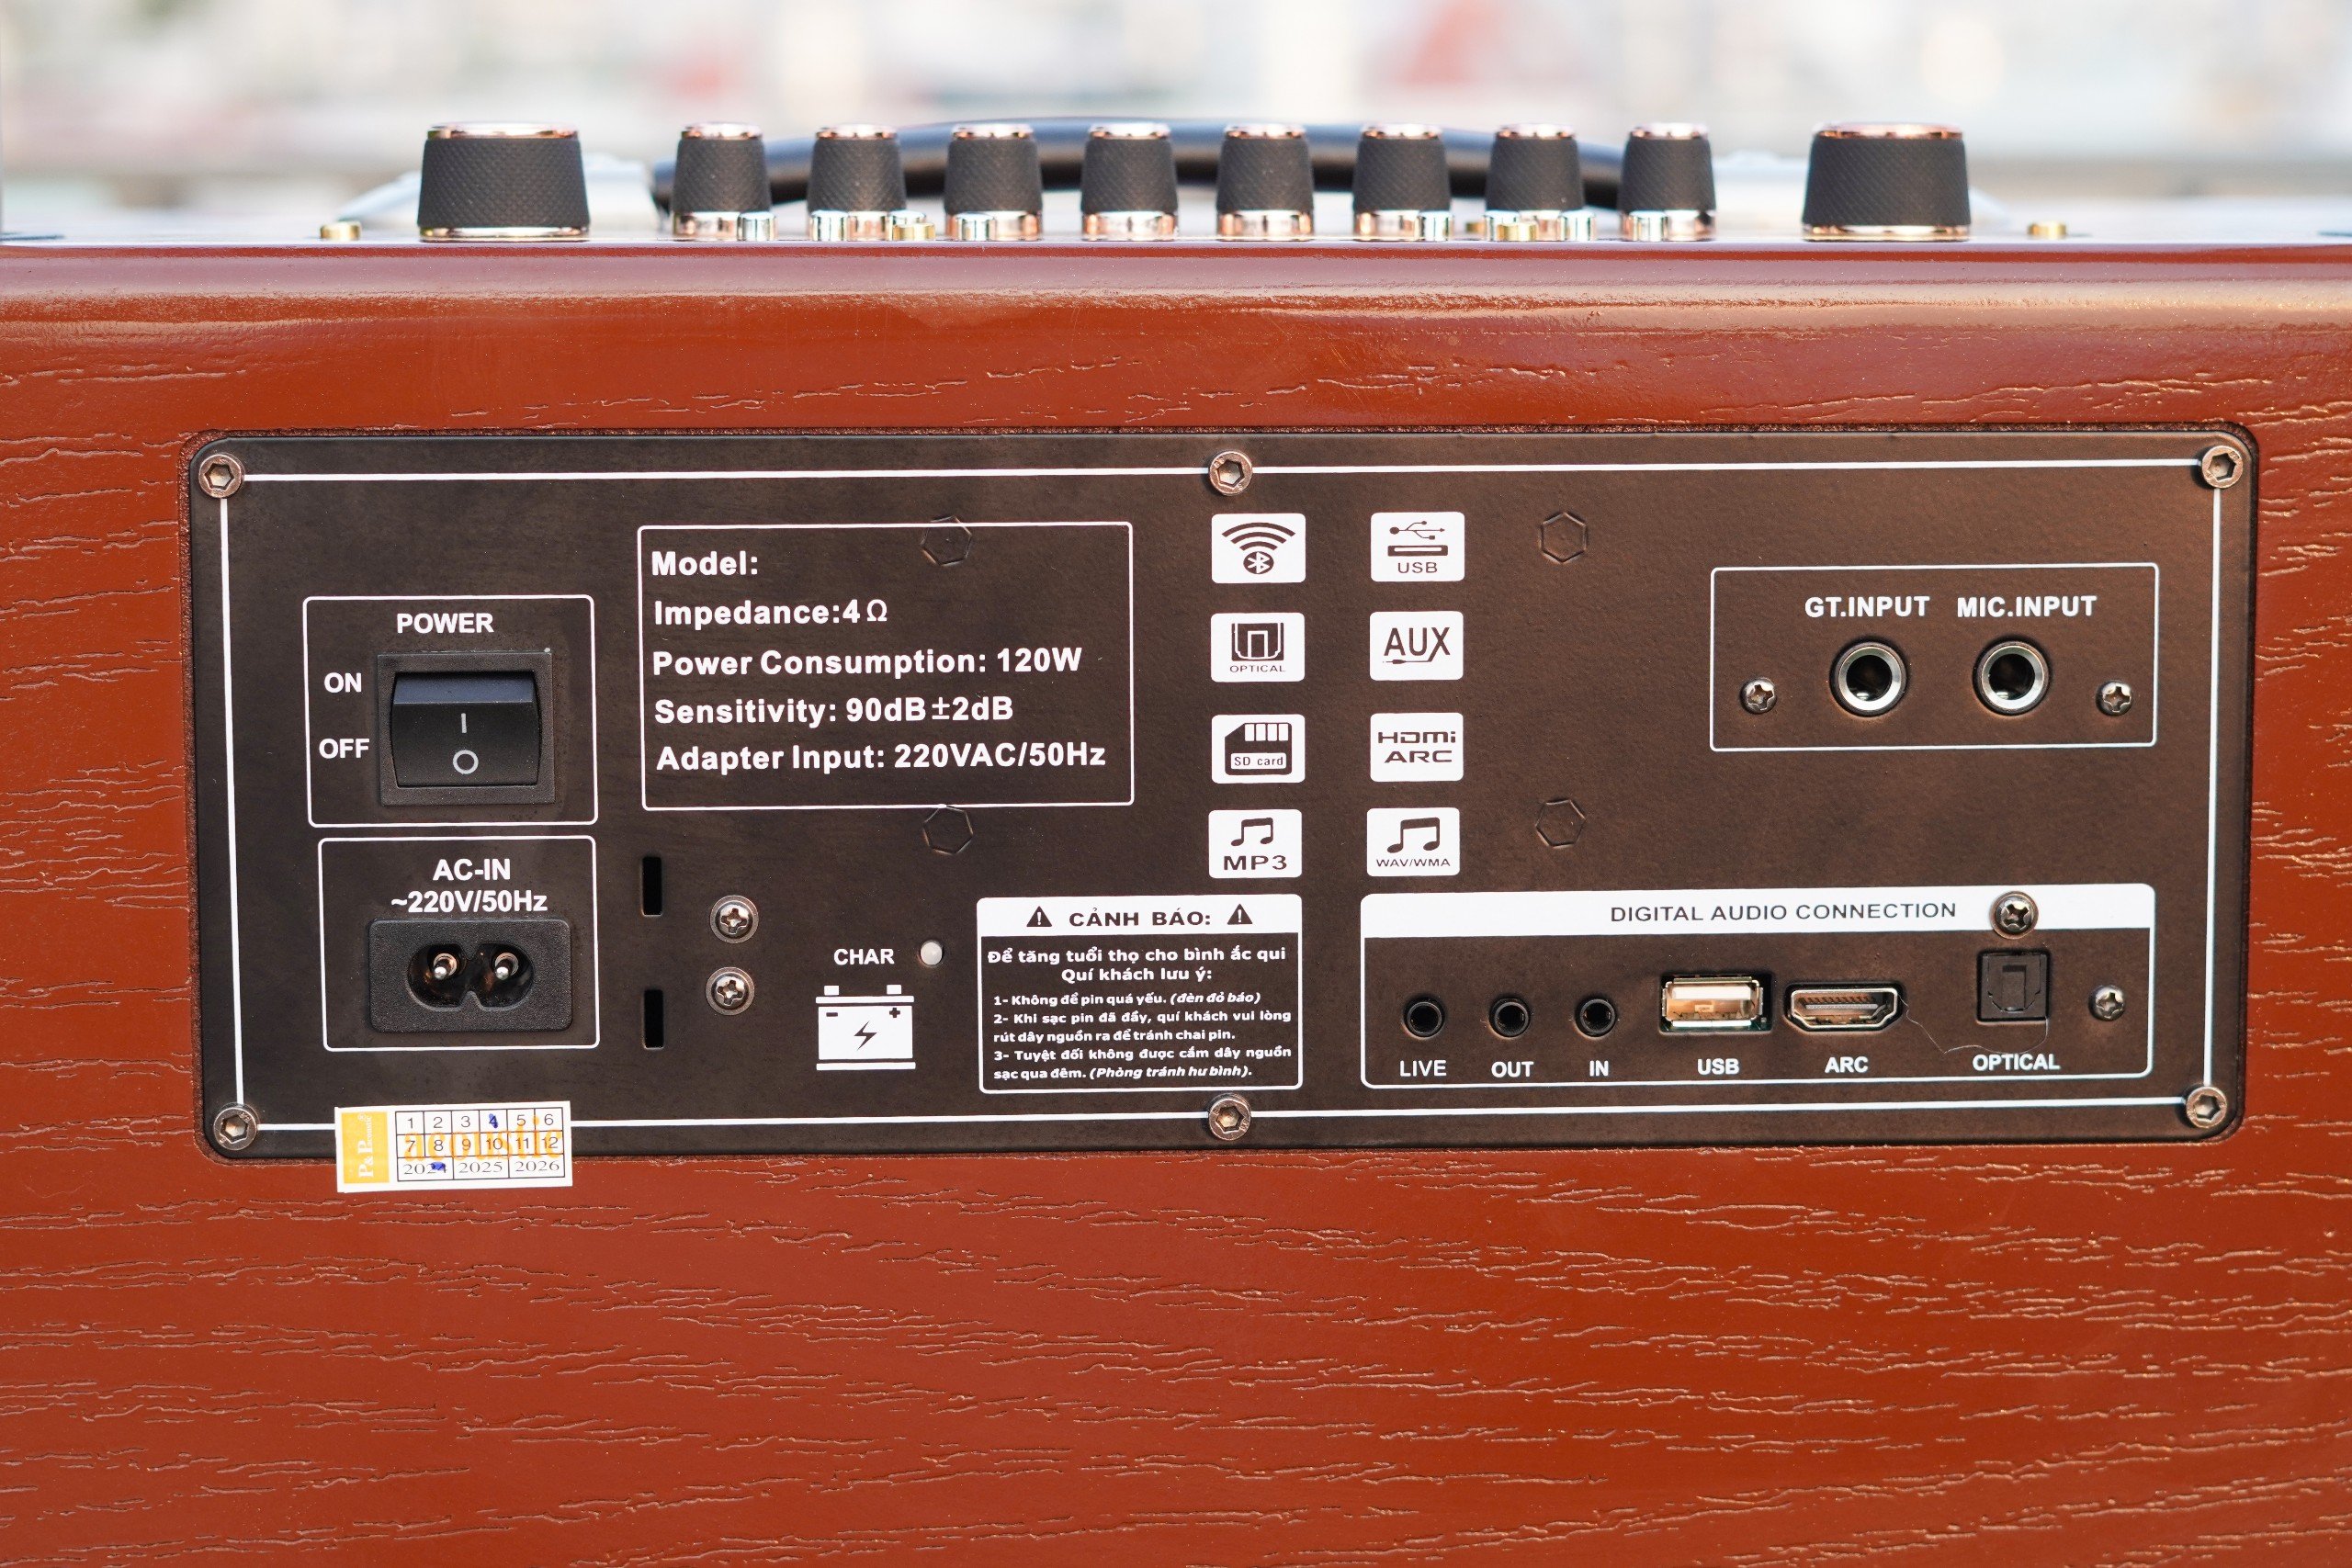 POWER
ON
OFF
AC-IN
~220V/50Hz
Model:
Impedance:4Ω
Power Consumption: 120W
Sensitivity: 90dB±2dB
Adapter Input: 220VAC/50Hz
USB
OPTICAL
AUX
SD card
HDMI
ARC
MP3
WAV/WMA
GT.INPUT MIC.INPUT
CHAR
CẢNH BÁO:
Để tăng tuổi thọ cho bình ắc qui
Quí khách lưu ý:
1- Không để pin quá yếu. (đèn đỏ báo)
2- Khi sạc pin đã đầy, quí khách vui lòng
rút dây nguồn ra để tránh chai pin.
3- Tuyệt đối không được cắm dây nguồn
sạc qua đêm. (Phòng tránh hư bình).
DIGITAL AUDIO CONNECTION
LIVE OUT IN USB ARC OPTICAL
P&P
acoustic
1 2 3 4 5 6
7 8 9 10 11 12
2024 2025 2026